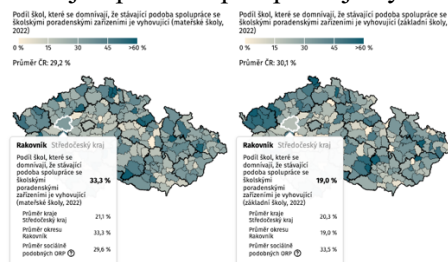 Podíl škol, které se domnívají, že stávající podoba spolupráce se
školskými poradenskými zařízeními je vyhovující (mateřské školy,
2022)
0 % 15 30 45 >60 %
Průměr ČR: 29,2 %
Rakovník Středočeský kraj
Podíl škol, které se
domnívají, že stávající
podoba spolupráce se
školskými
poradenskými
zařízeními je vyhovující
(mateřské školy, 2022)
33,3 %
Průměr kraje
Středočeský kraj
21,1 %
Průměr okresu
Rakovník
33,3 %
Průměr sociálně
podobných ORP ?
29,6 %
Podíl škol, které se domnívají, že stávající podoba spolupráce se
školskými poradenskými zařízeními je vyhovující (základní školy,
2022)
0 % 15 30 45 >60 %
Průměr ČR: 30,1 %
Rakovník Středočeský kraj
Podíl škol, které se
domnívají, že stávající
podoba spolupráce se
školskými
poradenskými
zařízeními je vyhovující
(základní školy, 2022)
19,0 %
Průměr kraje
Středočeský kraj
20,3 %
Průměr okresu
Rakovník
19,0 %
Průměr sociálně
podobných ORP ?
33,5 %